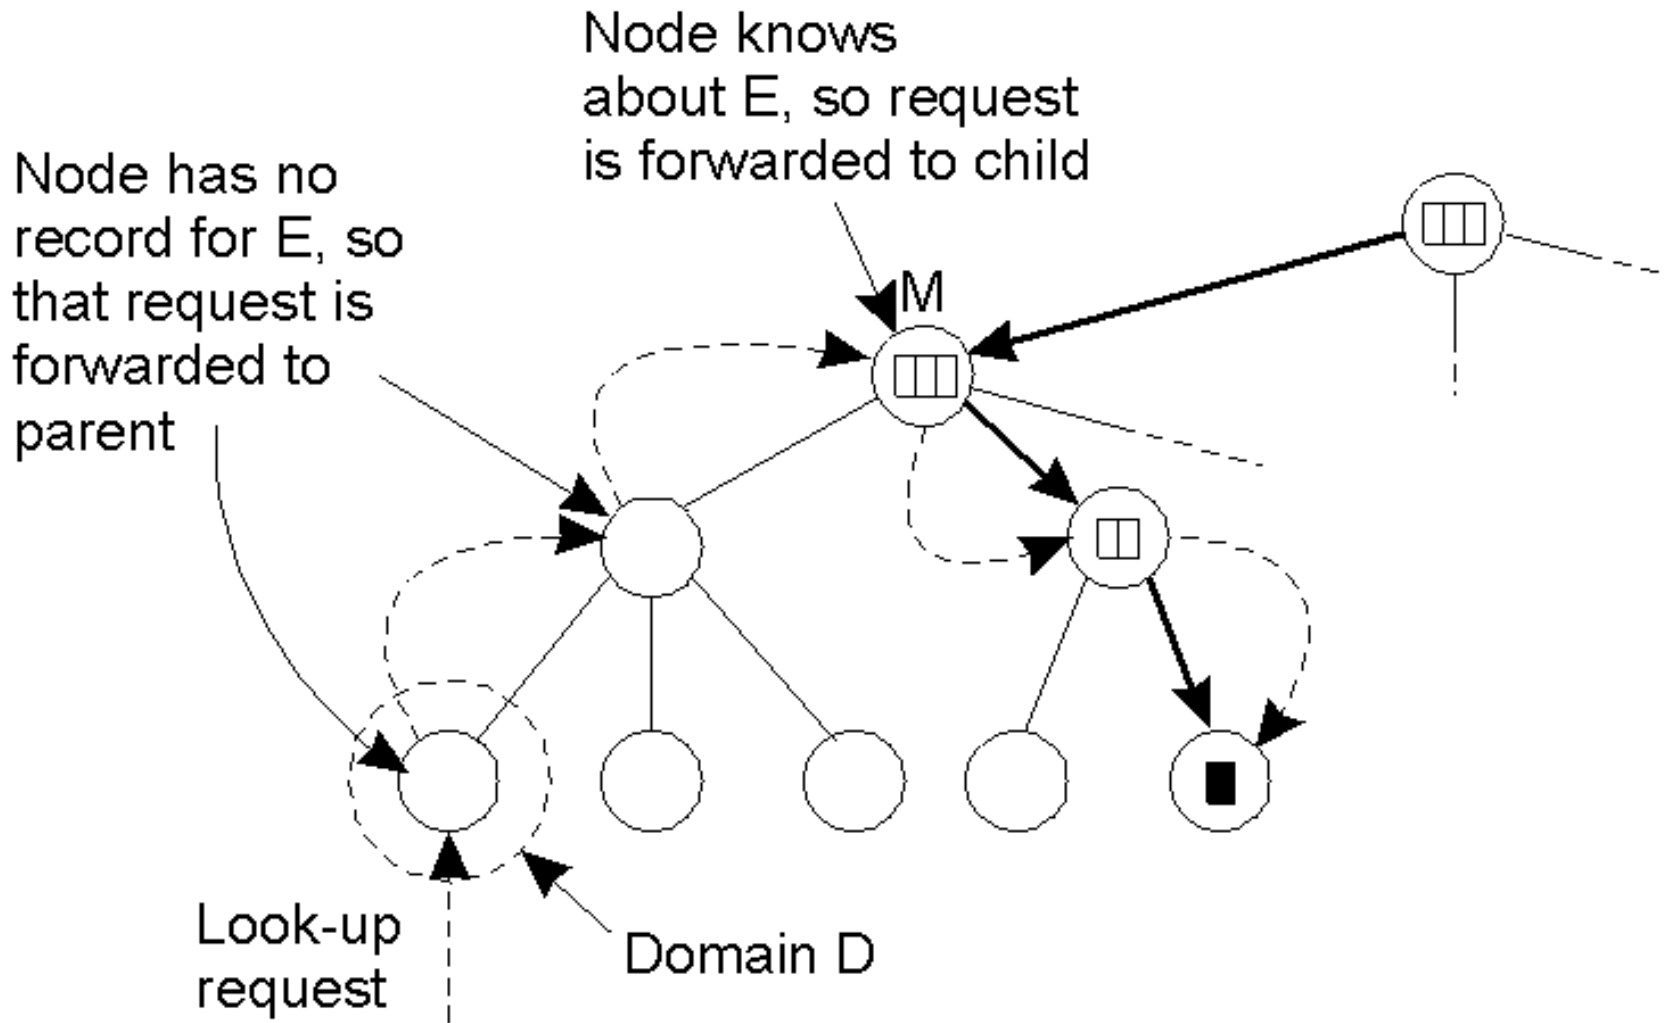 Node knows
about E, so request
is forwarded to child
Node has no
record for E, so
that request is
forwarded to
parent
M
Look-up
request
Domain D